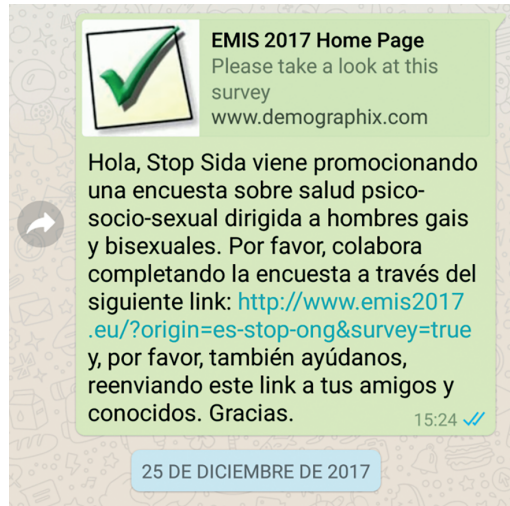 EMIS 2017 Home Page
Please take a look at this
survey
www.demographix.com
Hola, Stop Sida viene promocionando
una encuesta sobre salud psico-
socio-sexual dirigida a hombres gais
y bisexuales. Por favor, colabora
completando la encuesta a través del
siguiente link: http://www.emis2017
.eu/?origin=es-stop-ong&survey=true
y, por favor, también ayúdanos,
reenviando este link a tus amigos y
conocidos. Gracias.
15:24
25 DE DICIEMBRE DE 2017